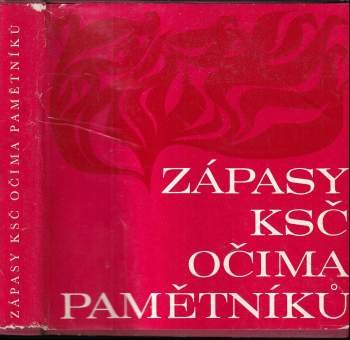 ZÁPASY KSČ OČIMA PAMĚTNÍKŮ
ZÁPASY
KSČ
OČIMA
PAMĚTNÍKŮ